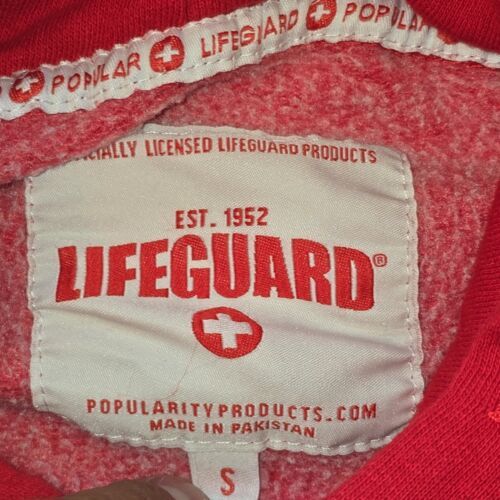 POPULAR LIFEGUARD POPULAR
LICENSED LIFEGUARD PRODUCTS
EST. 1952
LIFEGUARD®
POPULARITYPRODUCTS.COM
MADE IN PAKISTAN
S